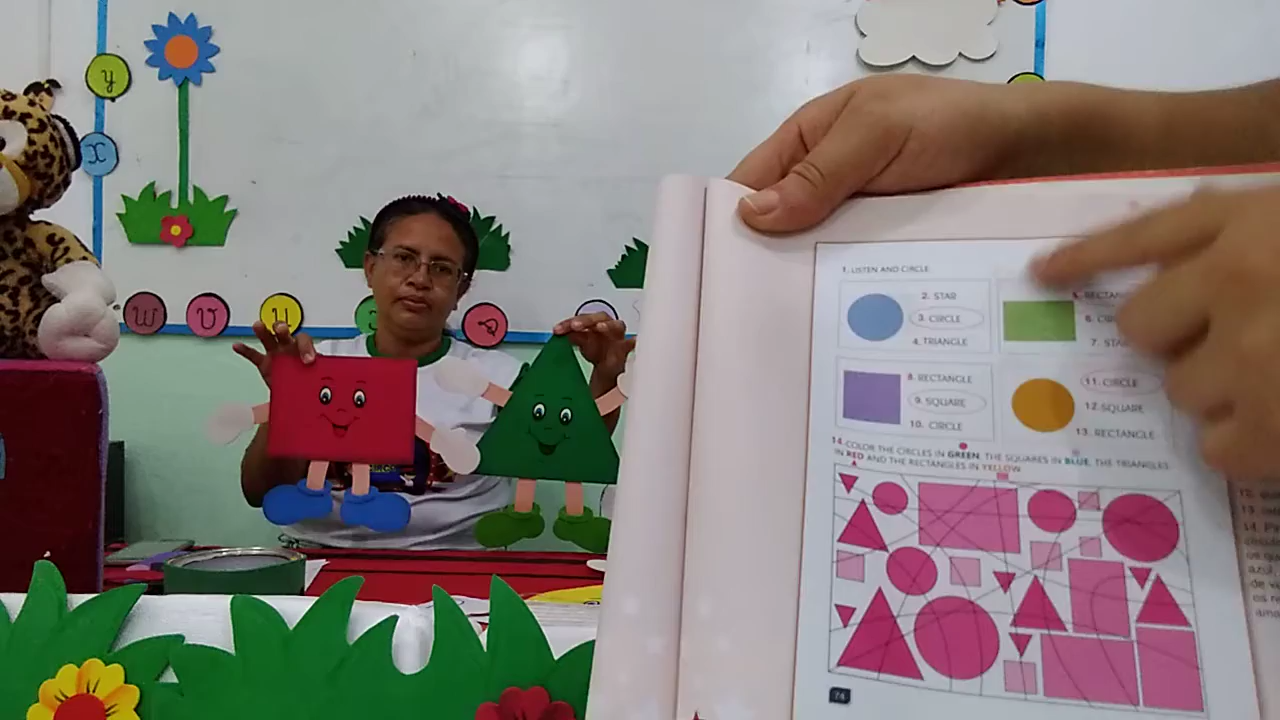 y
x
w
v
u
1. LISTEN AND CIRCLE
2. STAR
3. CIRCLE
4. TRIANGLE
6.
7.
8. RECTANGLE
9. SQUARE
10. CIRCLE
11. CIRCLE
12. SQUARE
13. RECTANGLE
14. COLOR THE CIRCLES IN GREEN, THE SQUARES IN BLUE, THE TRIANGLES
IN RED AND THE RECTANGLES IN YELLOW
74